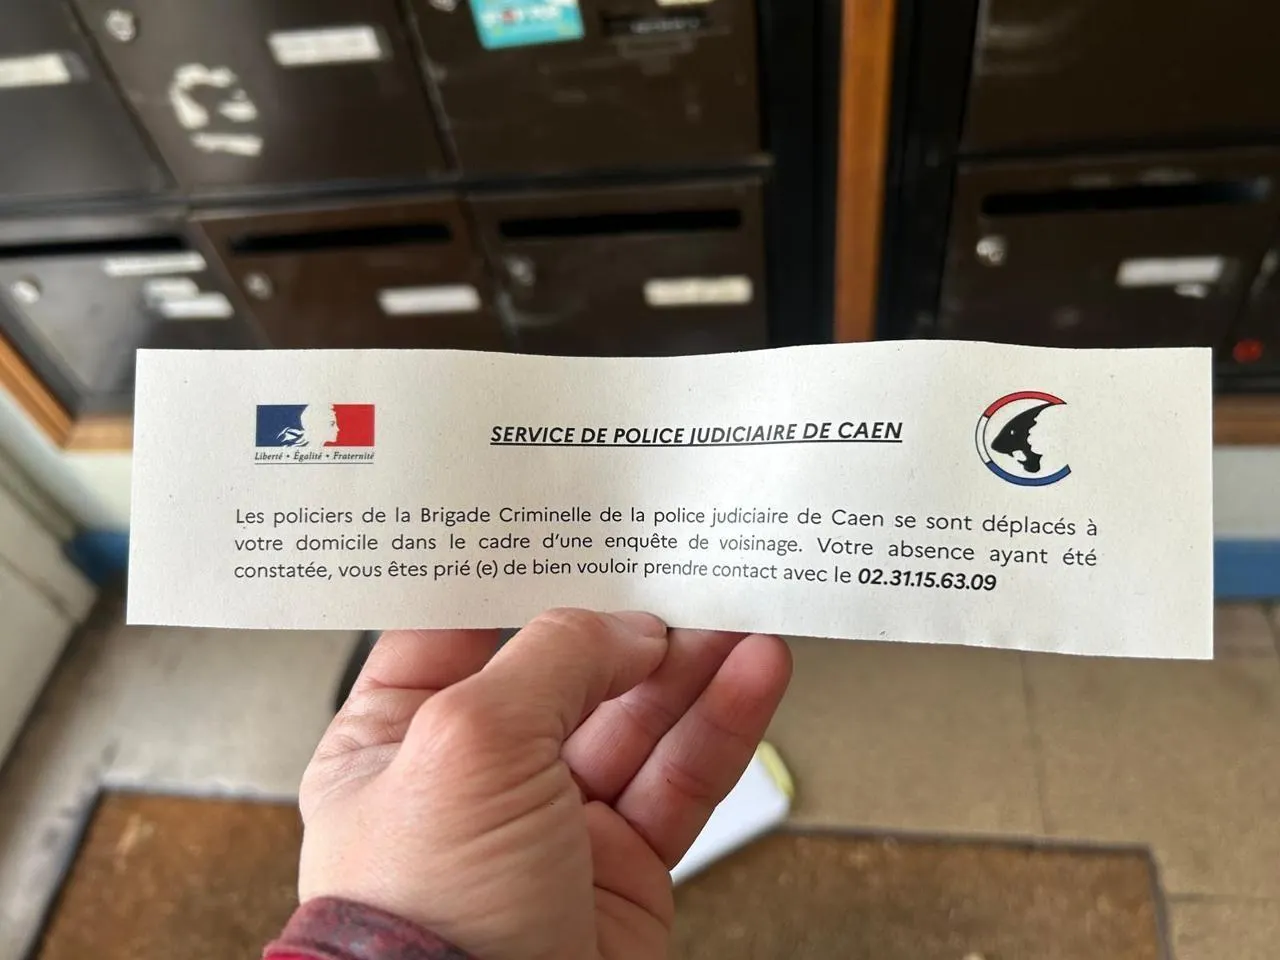 Liberté • Égalité • Fraternité
SERVICE DE POLICE JUDICIAIRE DE CAEN
Les policiers de la Brigade Criminelle de la police judiciaire de Caen se sont déplacés à
votre domicile dans le cadre d'une enquête de voisinage. Votre absence ayant été
constatée, vous êtes prié (e) de bien vouloir prendre contact avec le 02.31.15.63.09